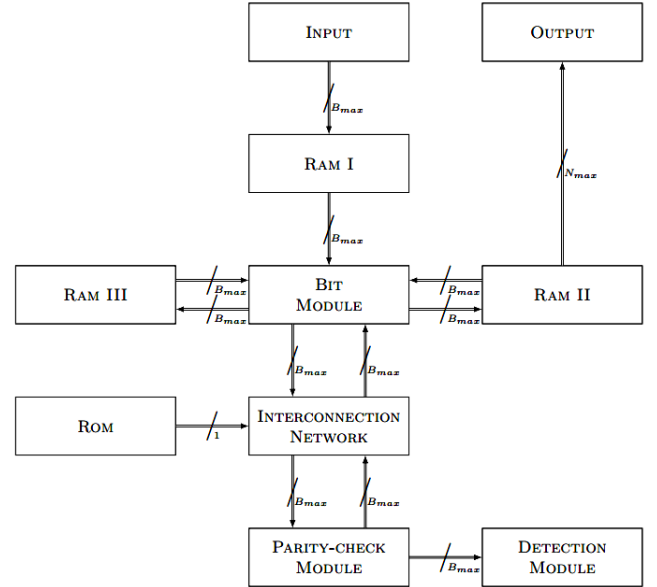 INPUT
OUTPUT
B_max
RAM I
N_max
B_max
RAM III
B_max
B_max
BIT
MODULE
B_max
B_max
RAM II
B_max
B_max
ROM
1
INTERCONNECTION
NETWORK
B_max
B_max
PARITY-CHECK
MODULE
B_max
DETECTION
MODULE